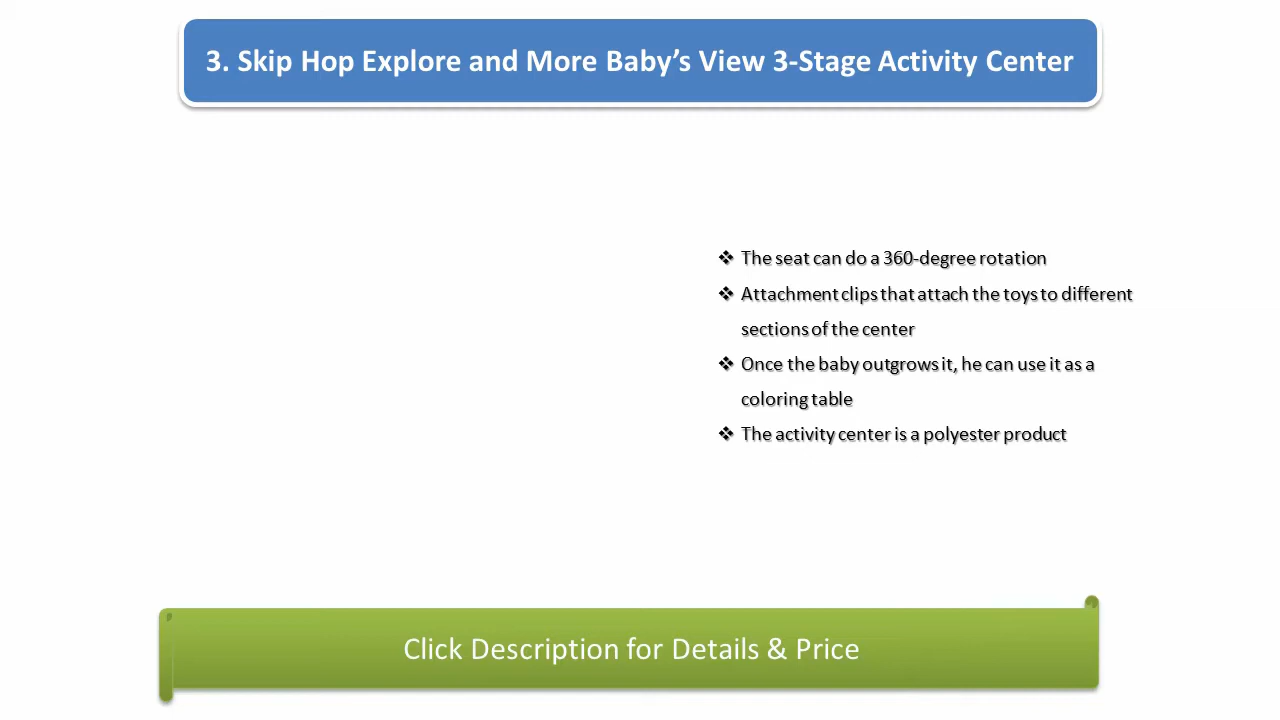 3. Skip Hop Explore and More Baby’s View 3-Stage Activity Center
❖ The seat can do a 360-degree rotation
❖ Attachment clips that attach the toys to different
sections of the center
❖ Once the baby outgrows it, he can use it as a
coloring table
❖ The activity center is a polyester product
Click Description for Details & Price